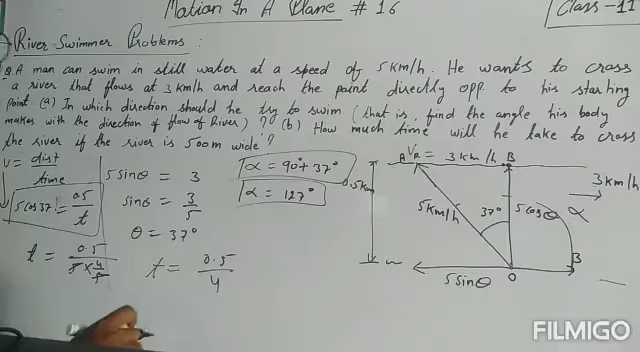 Motion In A Plane # 16
Class-11
River-Swimmer Problems :
Q. A man can swim in still water at a speed of 5 km/h. He wants to cross
a river that flows at 3 km/h and reach the point directly opp to his starting
point (a) In which direction should he try to swim (that is, find the angle his body
makes with the direction of flow of River) ? (b) How much time will he take to cross
the river if the river is 500m wide ?
V = dist / time
5 cos 37° = 0.5 / t
t = 0.5 / 5 × 4/5
5 sinθ = 3
sinθ = 3/5
θ = 37°
t = 0.5 / 4
α = 90° + 37°
α = 127°
0.5km
A VR = 3 km/h B
3 km/h
5 km/h
37°
5 cosθ
α
5 sinθ
O
B
FILMIGO